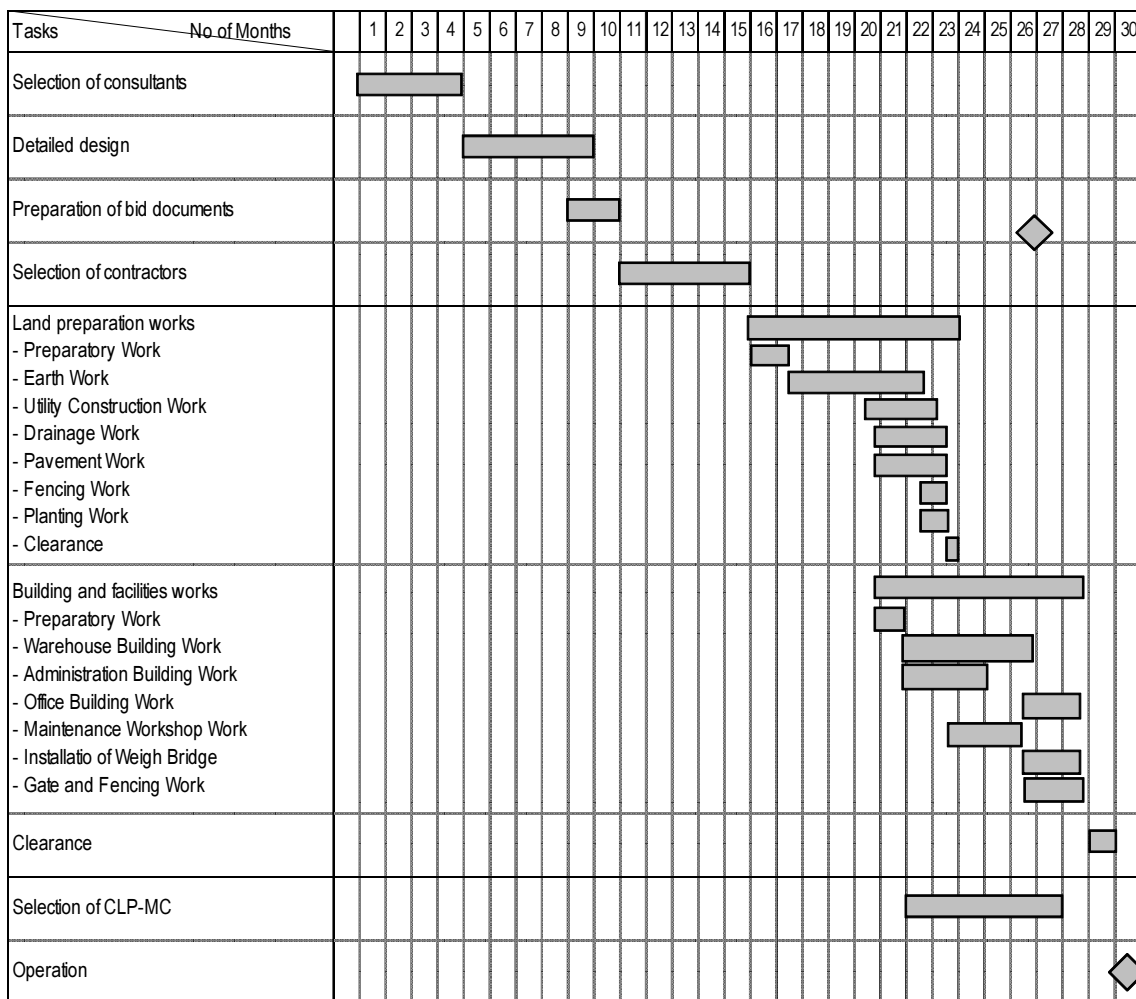 Tasks No of Months 1 2 3 4 5 6 7 8 9 10 11 12 13 14 15 16 17 18 19 20 21 22 23 24 25 26 27 28 29 30
Selection of consultants
Detailed design
Preparation of bid documents
Selection of contractors
Land preparation works
- Preparatory Work
- Earth Work
- Utility Construction Work
- Drainage Work
- Pavement Work
- Fencing Work
- Planting Work
- Clearance
Building and facilities works
- Preparatory Work
- Warehouse Building Work
- Administration Building Work
- Office Building Work
- Maintenance Workshop Work
- Installatio of Weigh Bridge
- Gate and Fencing Work
Clearance
Selection of CLP-MC
Operation